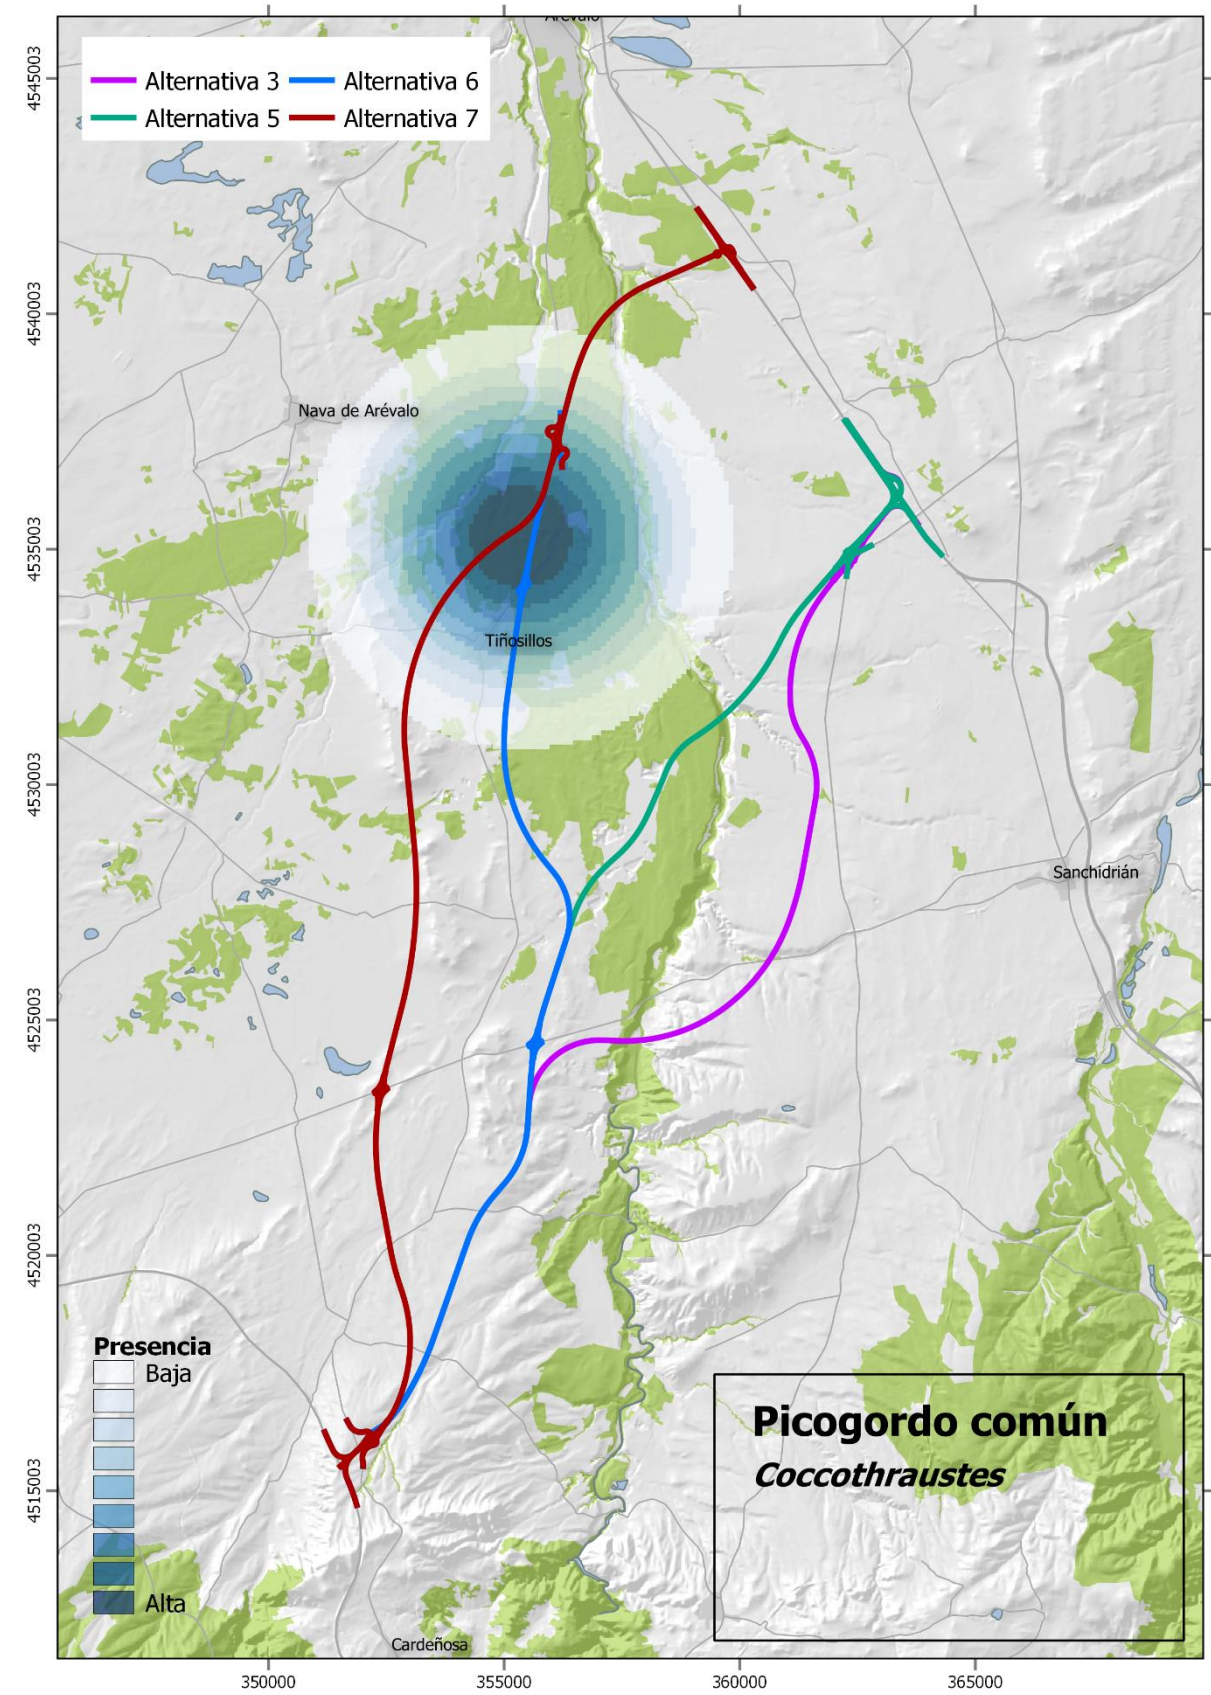 Arévalo
Alternativa 3
Alternativa 6
Alternativa 5
Alternativa 7
4545003
4540003
4535003
4530003
4525003
4520003
4515003
Nava de Arévalo
Tiñosillos
Sanchidrián
Presencia
Baja
Alta
Picogordo común
Coccothraustes
Cardeñosa
350000
355000
360000
365000